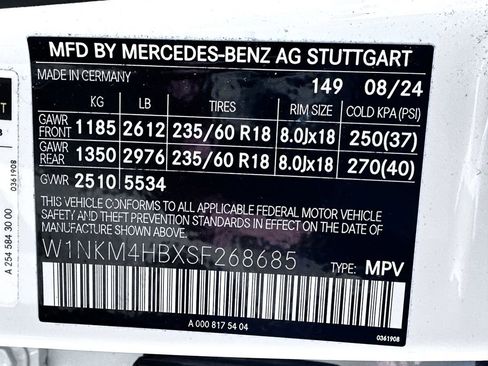 MFD BY MERCEDES-BENZ AG STUTTGART
MADE IN GERMANY 149 08/24
KG LB TIRES RIM SIZE COLD KPA (PSI)
GAWR FRONT 1185 2612 235/60 R18 8.0Jx18 250(37)
GAWR REAR 1350 2976 235/60 R18 8.0Jx18 270(40)
GVWR 2510 5534
THIS VEHICLE CONFORMS TO ALL APPLICABLE FEDERAL MOTOR VEHICLE
SAFETY AND THEFT PREVENTION STANDARDS IN EFFECT ON THE DATE
OF MANUFACTURE SHOWN ABOVE.
W1NKM4HBXSF268685 TYPE: MPV
A 000 817 54 04
0361908
A 254 584 30 00
0361908